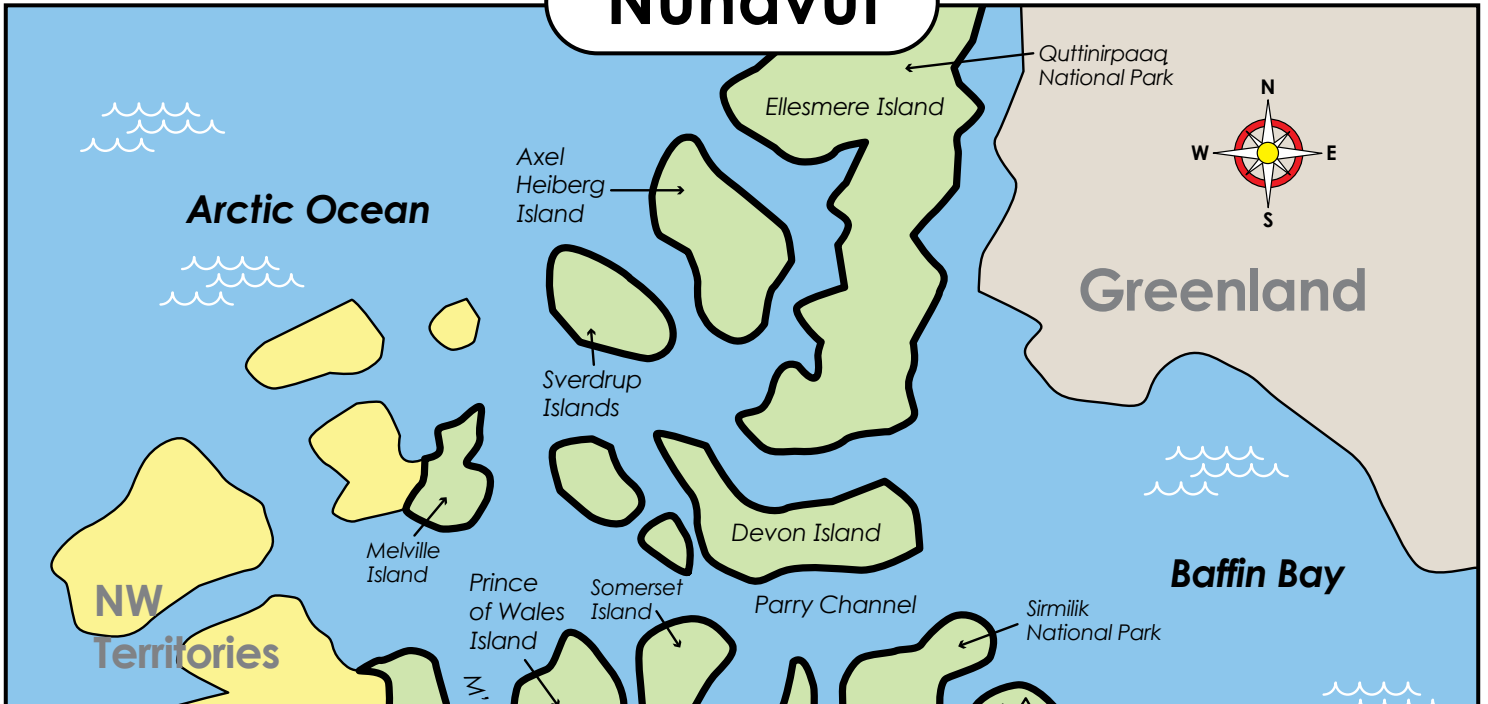 Nunavut
Quttinirpaaq
National Park
Ellesmere Island
N
W
E
S
Axel
Heiberg
Island
Arctic Ocean
Greenland
Sverdrup
Islands
Devon Island
Melville
Island
Baffin Bay
Prince
of Wales
Island
Somerset
Island
Parry Channel
Sirmilik
National Park
NW
Territories